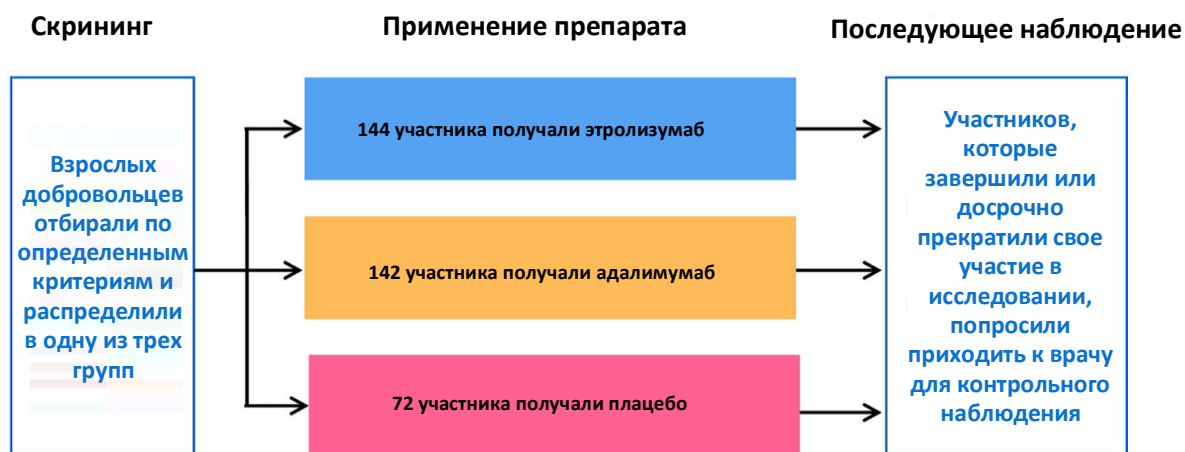 Скрининг
Применение препарата
Последующее наблюдение
Взрослых
добровольцев
отбирали по
определенным
критериям и
распределили
в одну из трех
групп
144 участника получали этролизумаб
142 участника получали адалимумаб
72 участника получали плацебо
Участников,
которые
завершили или
досрочно
прекратили свое
участие в
исследовании,
попросили
приходить к врачу
для контрольного
наблюдения